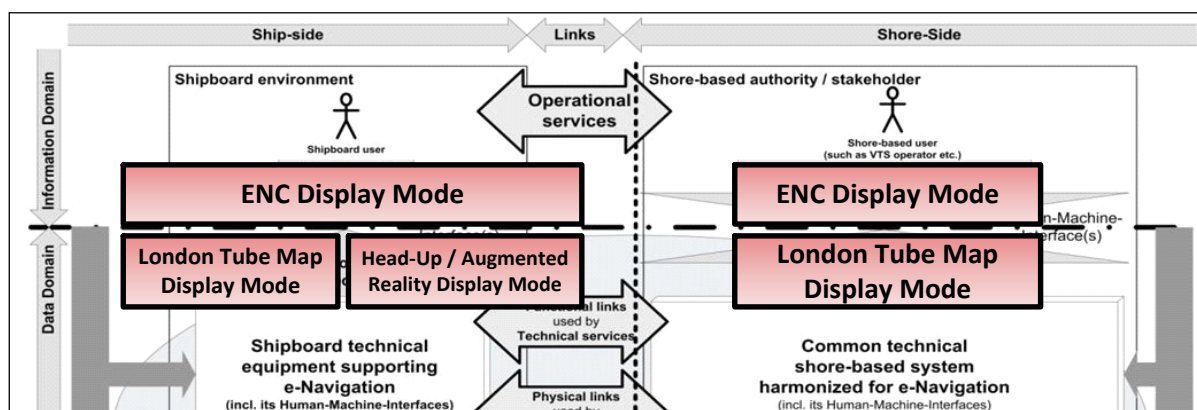 Ship-side
Links
Shore-Side
Information Domain
Data Domain
Shipboard environment
Shipboard user
Operational
services
Shore-based authority / stakeholder
Shore-based user
(such as VTS operator etc.)
ENC Display Mode
ENC Display Mode
London Tube Map
Display Mode
Head-Up / Augmented
Reality Display Mode
London Tube Map
Display Mode
Functional links
used by
Technical services
Shipboard technical
equipment supporting
e-Navigation
(incl. its Human-Machine-Interfaces)
Common technical
shore-based system
harmonized for e-Navigation
(incl. its Human-Machine-Interfaces)
Physical links
used by